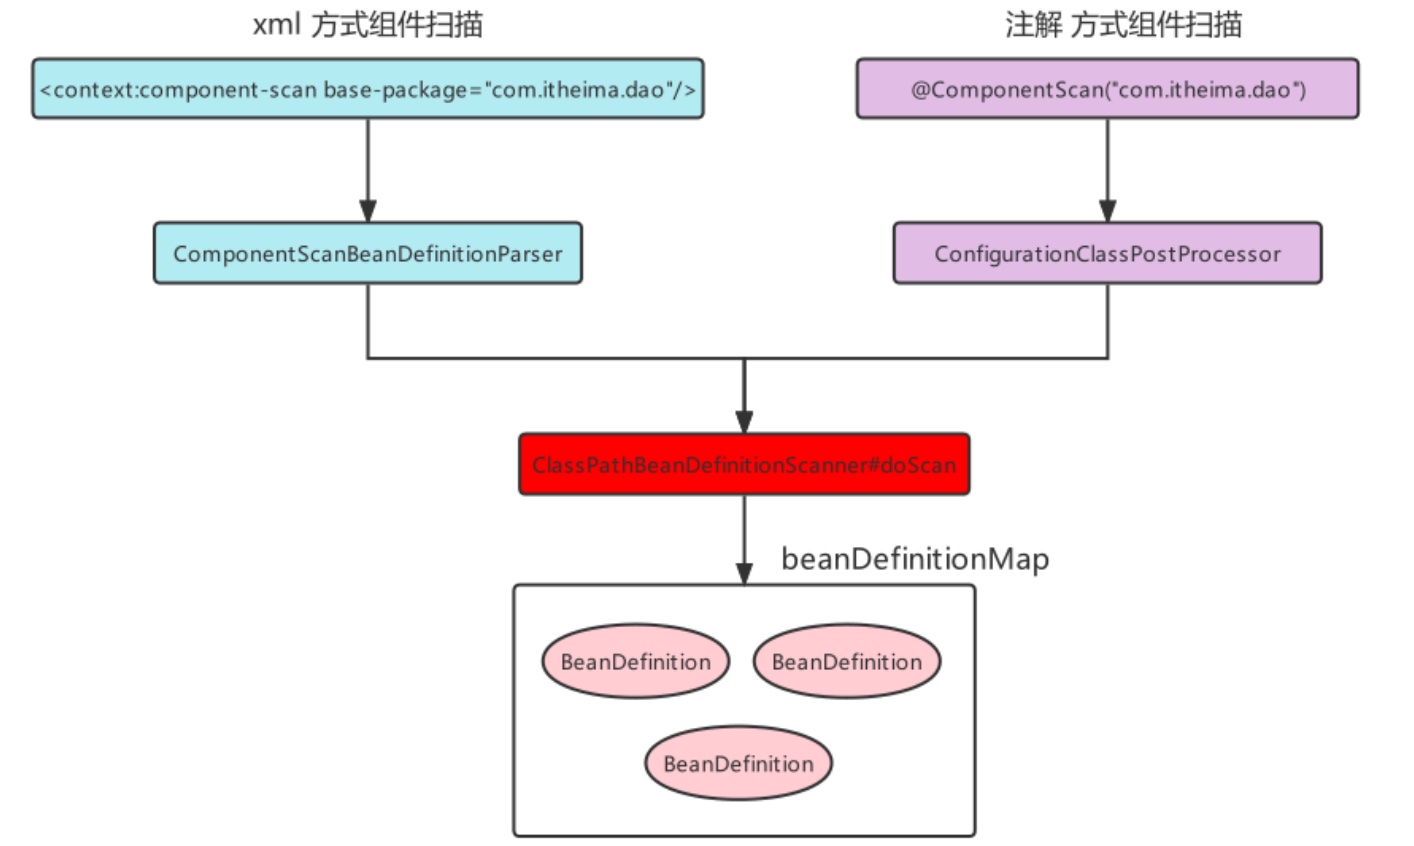 xml 方式组件扫描
注解 方式组件扫描
<context:component-scan base-package="com.itheima.dao"/>
@ComponentScan("com.itheima.dao")
ComponentScanBeanDefinitionParser
ConfigurationClassPostProcessor
ClassPathBeanDefinitionScanner#doScan
beanDefinitionMap
BeanDefinition
BeanDefinition
BeanDefinition